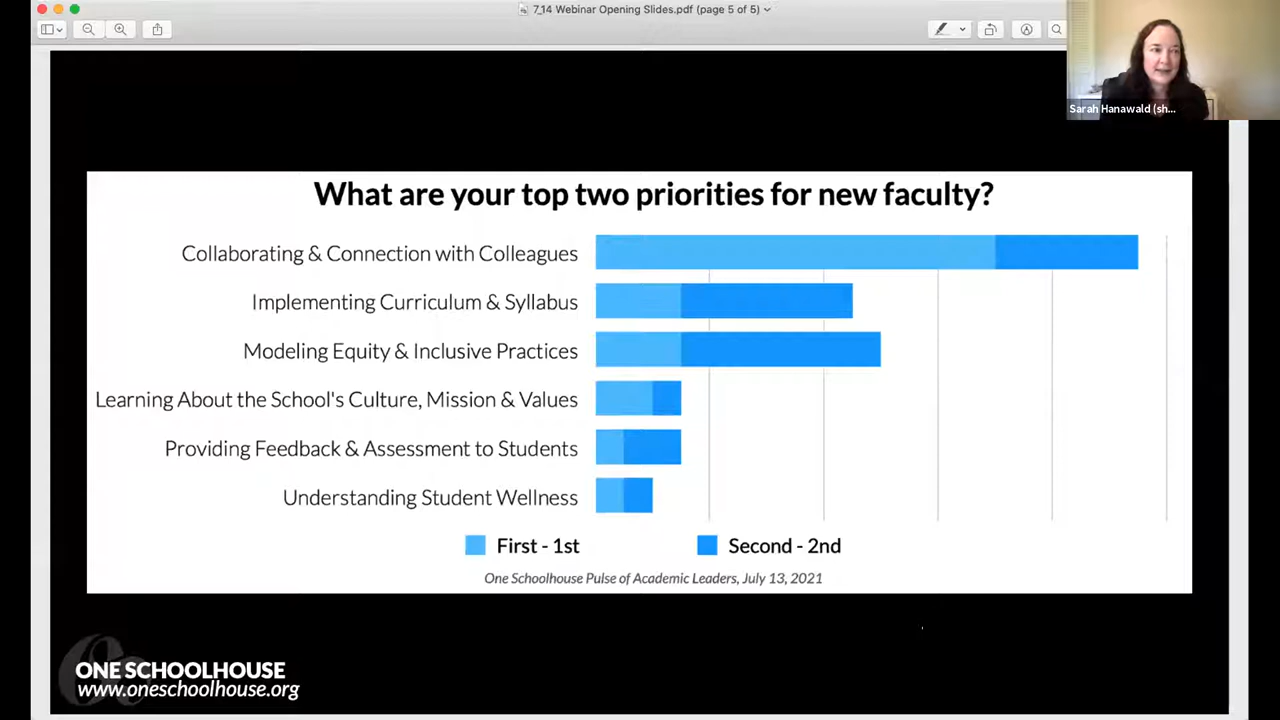 7_14 Webinar Opening Slides.pdf (page 5 of 5)
Sarah Hanawald (sh...
What are your top two priorities for new faculty?
Collaborating & Connection with Colleagues
Implementing Curriculum & Syllabus
Modeling Equity & Inclusive Practices
Learning About the School's Culture, Mission & Values
Providing Feedback & Assessment to Students
Understanding Student Wellness
First - 1st
Second - 2nd
One Schoolhouse Pulse of Academic Leaders, July 13, 2021
ONE SCHOOLHOUSE
www.oneschoolhouse.org